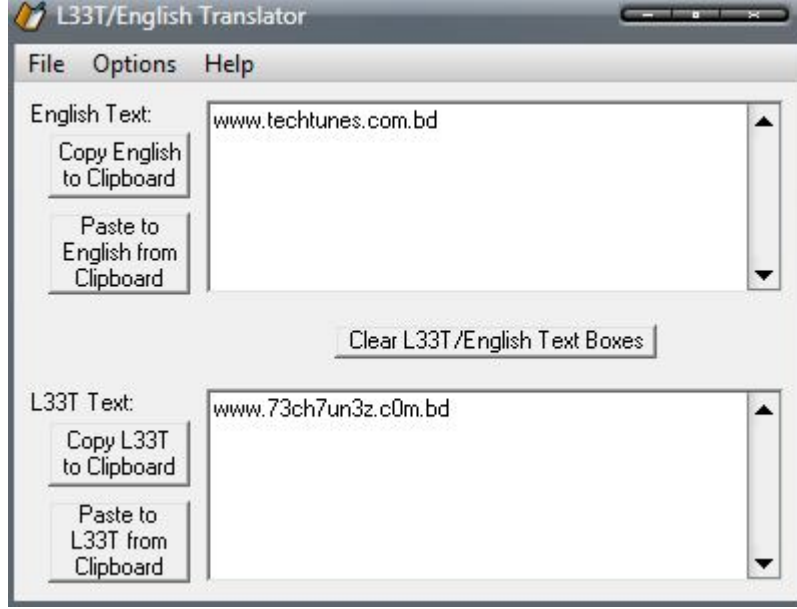 L33T/English Translator
File Options Help
English Text:
www.techtunes.com.bd
Copy English
to Clipboard
Paste to
English from
Clipboard
Clear L33T/English Text Boxes
L33T Text:
www.73ch7un3z.c0m.bd
Copy L33T
to Clipboard
Paste to
L33T from
Clipboard